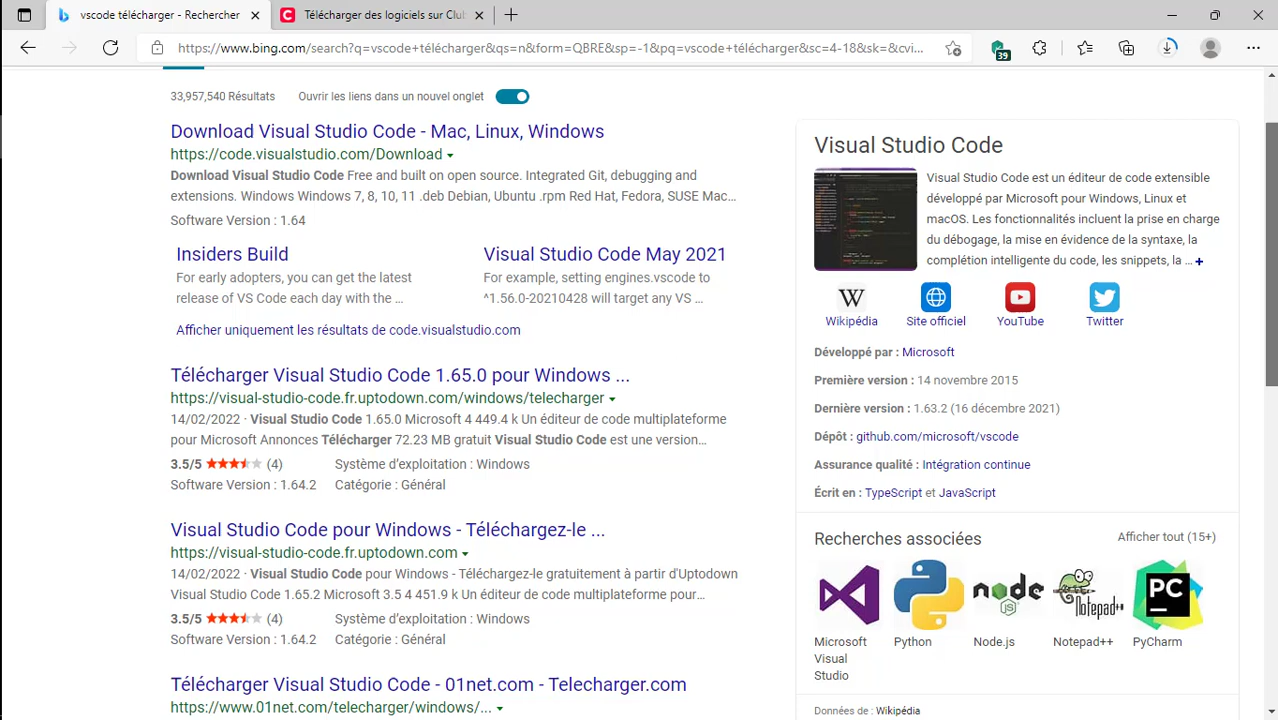 vscode télécharger - Rechercher
Télécharger des logiciels sur Club
https://www.bing.com/search?q=vscode+télécharger&qs=n&form=QBRE&sp=-1&pq=vscode+télécharger&sc=4-18&sk=&cvi...
39
33,957,540 Résultats
Ouvrir les liens dans un nouvel onglet
Download Visual Studio Code - Mac, Linux, Windows
https://code.visualstudio.com/Download
Download Visual Studio Code Free and built on open source. Integrated Git, debugging and
extensions. Windows Windows 7, 8, 10, 11 .deb Debian, Ubuntu .rpm Red Hat, Fedora, SUSE Mac...
Software Version : 1.64
Insiders Build
For early adopters, you can get the latest
release of VS Code each day with the ...
Visual Studio Code May 2021
For example, setting engines.vscode to
^1.56.0-20210428 will target any VS ...
Afficher uniquement les résultats de code.visualstudio.com
Télécharger Visual Studio Code 1.65.0 pour Windows ...
https://visual-studio-code.fr.uptodown.com/windows/telecharger
14/02/2022 · Visual Studio Code 1.65.0 Microsoft 4 449.4 k Un éditeur de code multiplateforme
pour Microsoft Annonces Télécharger 72.23 MB gratuit Visual Studio Code est une version...
3.5/5 (4) Système d'exploitation : Windows
Software Version : 1.64.2 Catégorie : Général
Visual Studio Code pour Windows - Téléchargez-le ...
https://visual-studio-code.fr.uptodown.com
14/02/2022 · Visual Studio Code pour Windows - Téléchargez-le gratuitement à partir d'Uptodown
Visual Studio Code 1.65.2 Microsoft 3.5 4 451.9 k Un éditeur de code multiplateforme pour...
3.5/5 (4) Système d'exploitation : Windows
Software Version : 1.64.2 Catégorie : Général
Télécharger Visual Studio Code - 01net.com - Telecharger.com
https://www.01net.com/telecharger/windows/...
Visual Studio Code
Visual Studio Code est un éditeur de code extensible
développé par Microsoft pour Windows, Linux et
macOS. Les fonctionnalités incluent la prise en charge
du débogage, la mise en évidence de la syntaxe, la
complétion intelligente du code, les snippets, la ... +
Wikipédia
Site officiel
YouTube
Twitter
Développé par : Microsoft
Première version : 14 novembre 2015
Dernière version : 1.63.2 (16 décembre 2021)
Dépôt : github.com/microsoft/vscode
Assurance qualité : Intégration continue
Écrit en : TypeScript et JavaScript
Recherches associées
Afficher tout (15+)
Microsoft
Visual
Studio
Python
Node.js
Notepad++
PyCharm
Données de : Wikipédia